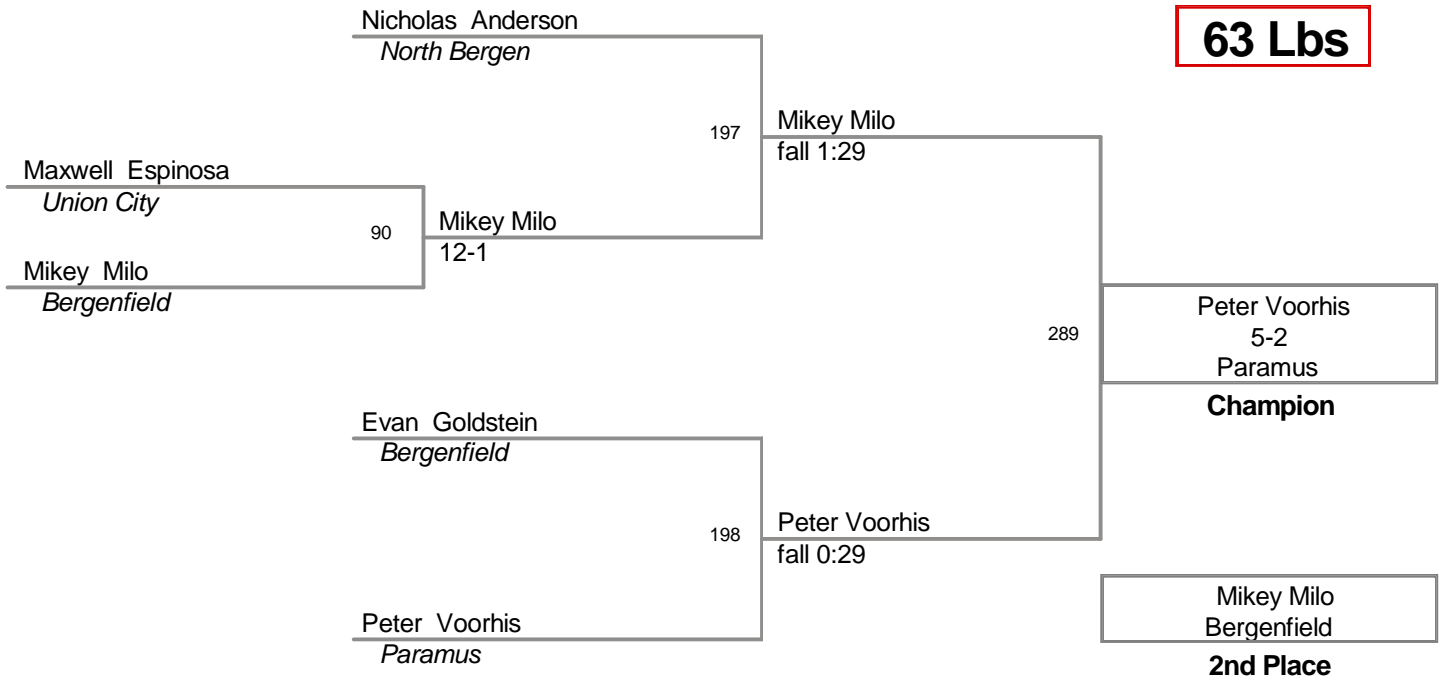 Nicholas  Anderson
North Bergen
63 Lbs
197
Mikey Milo
fall 1:29
Maxwell  Espinosa
Union City
90
Mikey Milo
12-1
Mikey  Milo
Bergenfield
289
Peter Voorhis
5-2
Paramus
Champion
Evan  Goldstein
Bergenfield
198
Peter Voorhis
fall 0:29
Peter  Voorhis
Paramus
Mikey Milo
Bergenfield
2nd Place